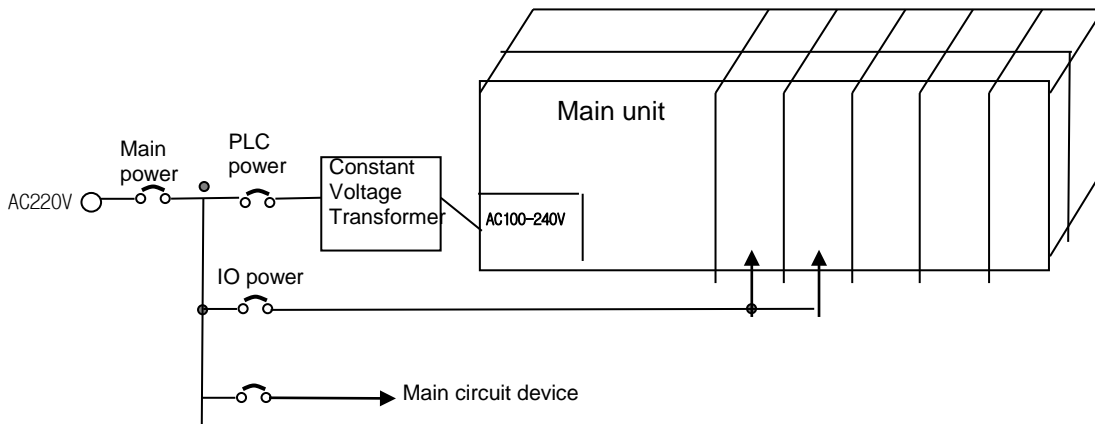 Main unit
Main
power
PLC
power
Constant
Voltage
Transformer
AC220V
AC100-240V
IO power
Main circuit device